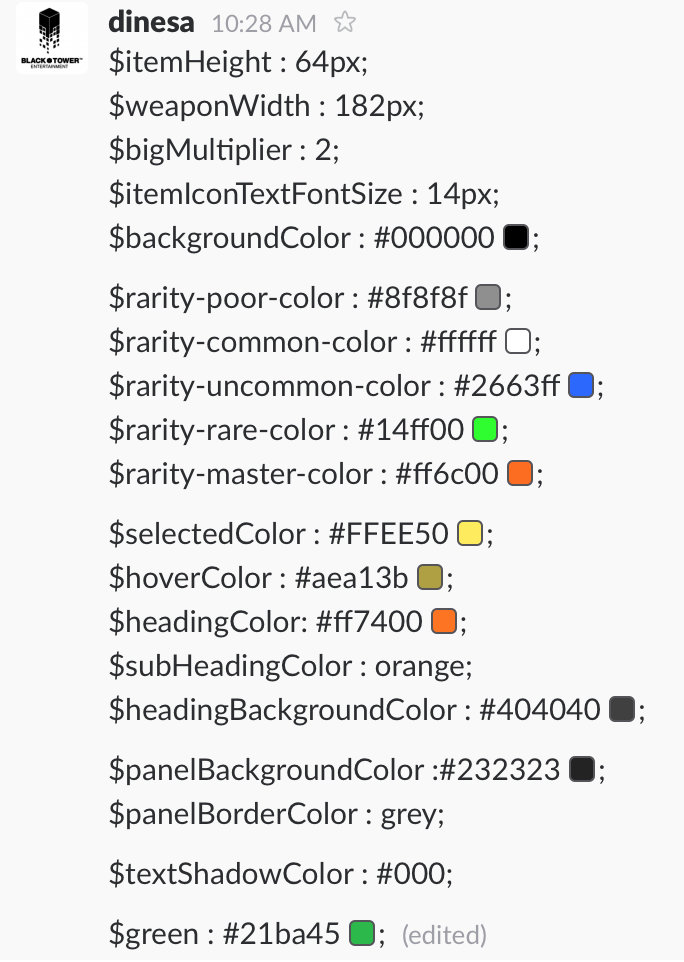 BLACK TOWER
ENTERTAINMENT
dinesa 10:28 AM
$itemHeight : 64px;
$weaponWidth : 182px;
$bigMultiplier : 2;
$itemIconTextFontSize : 14px;
$backgroundColor : #000000 ;
$rarity-poor-color : #8f8f8f ;
$rarity-common-color : #ffffff ;
$rarity-uncommon-color : #2663ff ;
$rarity-rare-color : #14ff00 ;
$rarity-master-color : #ff6c00 ;
$selectedColor : #FFEE50 ;
$hoverColor : #aea13b ;
$headingColor: #ff7400 ;
$subHeadingColor : orange;
$headingBackgroundColor : #404040 ;
$panelBackgroundColor :#232323 ;
$panelBorderColor : grey;
$textShadowColor : #000;
$green : #21ba45 ; (edited)